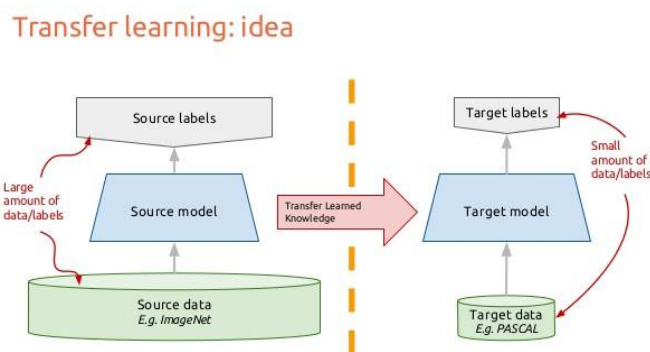 Transfer learning: idea
Source labels
Large
amount of
data/labels
Source model
Source data
E.g. ImageNet
Transfer Learned
Knowledge
Target labels
Small
amount of
data/labels
Target model
Target data
E.g. PASCAL